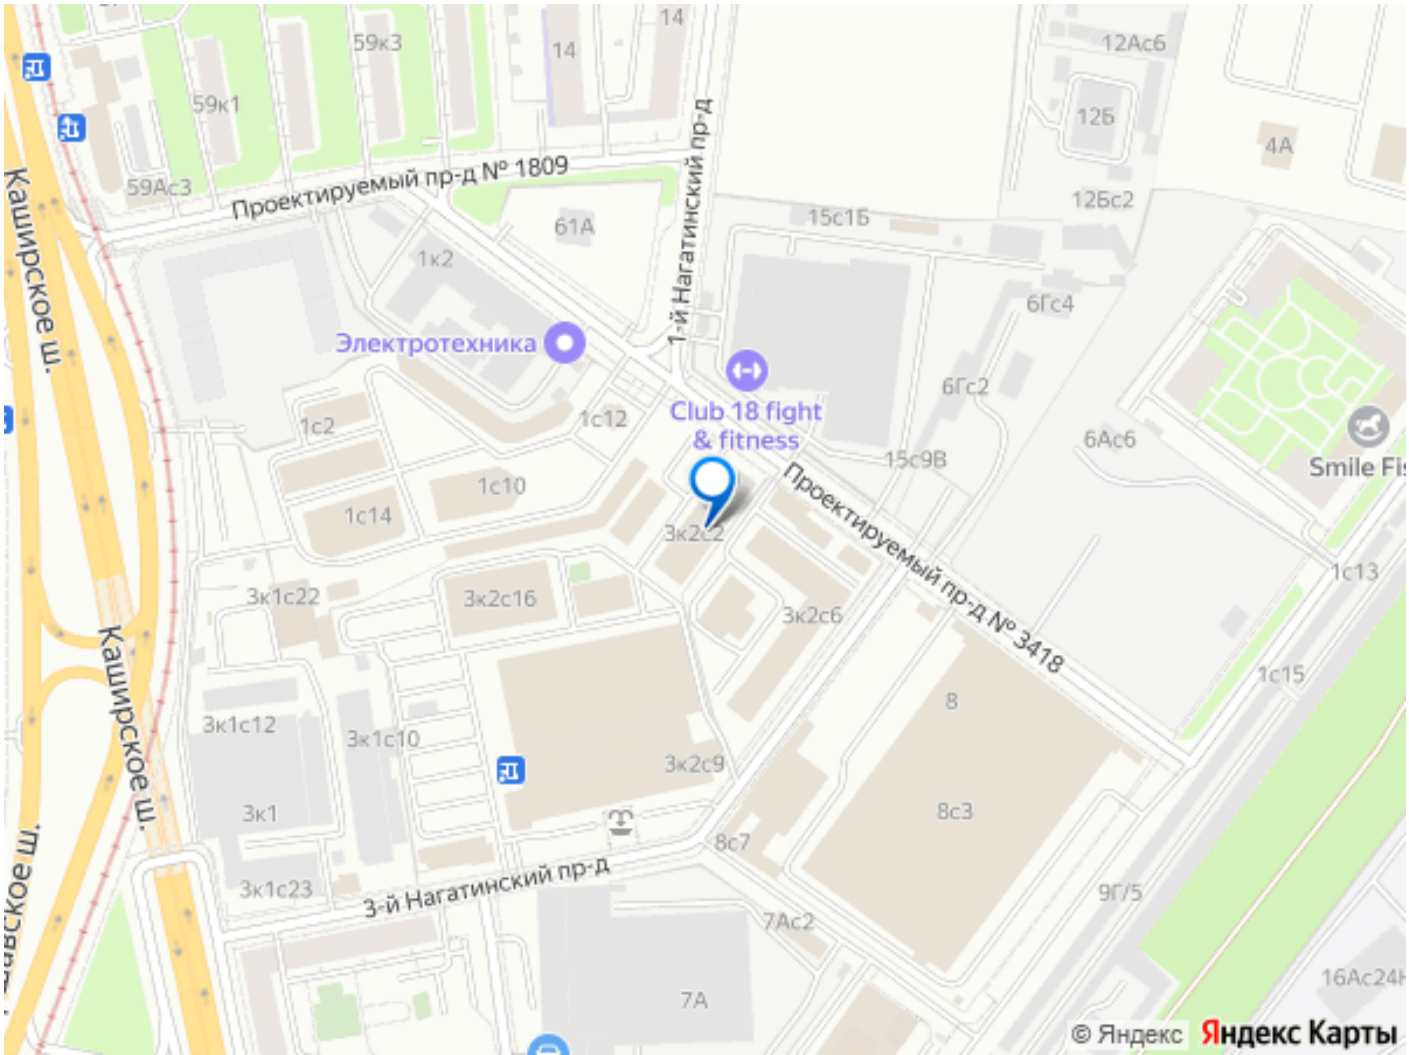 14
59к3
14
12Ас6
59к1
12Б
4А
59Ас3
Проектируемый пр-д № 1809
1-й Нагатинский пр-д
12Бс2
Каширское ш.
61А
15с1Б
1к2
6Гс4
Электротехника
6Гс2
Club 18 fight
& fitness
1с2
1с12
6Ас6
15с9В
Smile Fis
1с10
1с14
Проектируемый пр-д № 3418
3к2с2
1с13
3к1с22
3к2с16
3к2с6
Каширское ш.
1с15
8
3к1с12
3к1с10
3к2с9
3к1
8с3
8с7
3-й Нагатинский пр-д
3к1с23
9Г/5
7Ас2
16Ас24
7А
© Яндекс Яндекс Карты